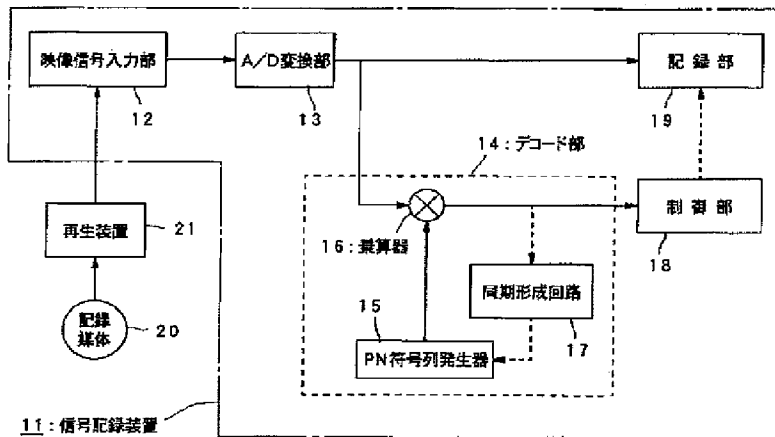 映像信号入力部
12
A/D変換部
13
記録部
19
14:デコード部
再生装置
21
16:乗算器
制御部
18
同期形成回路
17
記録
媒体
20
15
PN符号列発生器
11:信号記録装置